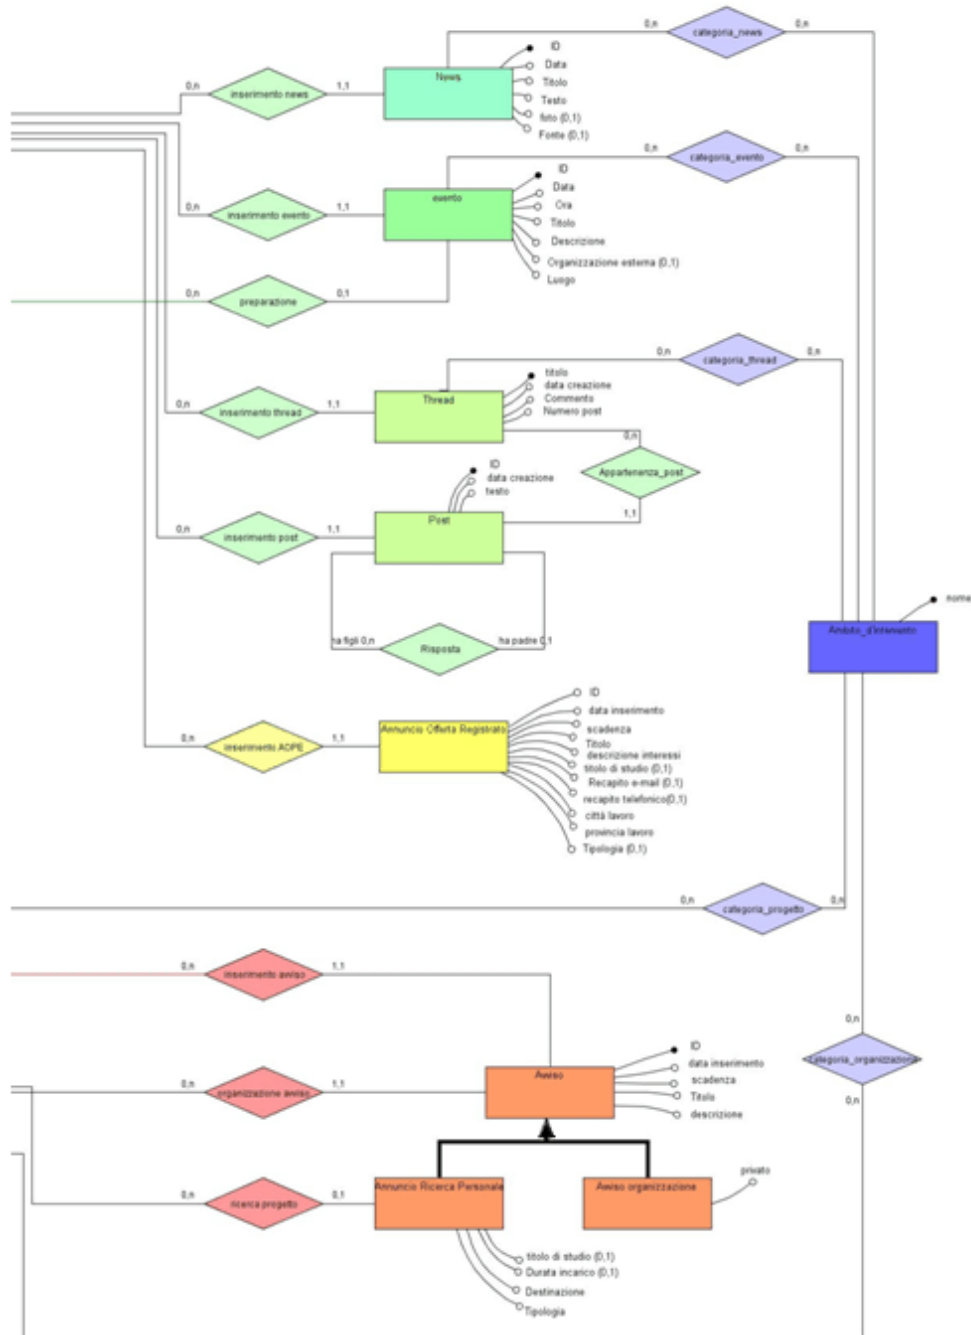 0,n
categoria_news
0,n
ID
Data
Titolo
Testo
foto (0,1)
Fonte (0,1)
News
0,n
inserimento news
1,1
0,n
categoria_evento
0,n
ID
Data
Ora
Titolo
Descrizione
Organizzazione esterna (0,1)
Luogo
evento
0,n
inserimento evento
1,1
0,n
preparazione
0,1
0,n
categoria_thread
0,n
titolo
data creazione
Commento
Numero post
Thread
0,n
inserimento thread
1,1
0,n
Appartenenza_post
1,1
ID
data creazione
testo
Post
0,n
inserimento post
1,1
ha figli 0,n
Risposta
ha padre 0,1
nome
Ambito_d'intervento
ID
data inserimento
scadenza
Titolo
descrizione interessi
titolo di studio (0,1)
Recapito e-mail (0,1)
recapito telefonico(0,1)
città lavoro
provincia lavoro
Tipologia (0,1)
Annuncio Offerta Registrato
0,n
inserimento AOPE
1,1
0,n
categoria_progetto
0,n
0,n
inserimento avviso
1,1
0,n
categoria_organizzazione
0,n
ID
data inserimento
scadenza
Titolo
descrizione
Avviso
0,n
organizzazione avviso
1,1
privato
Annuncio Ricerca Personale
Avviso organizzazione
0,n
ricerca progetto
0,1
titolo di studio (0,1)
Durata incarico (0,1)
Destinazione
Tipologia